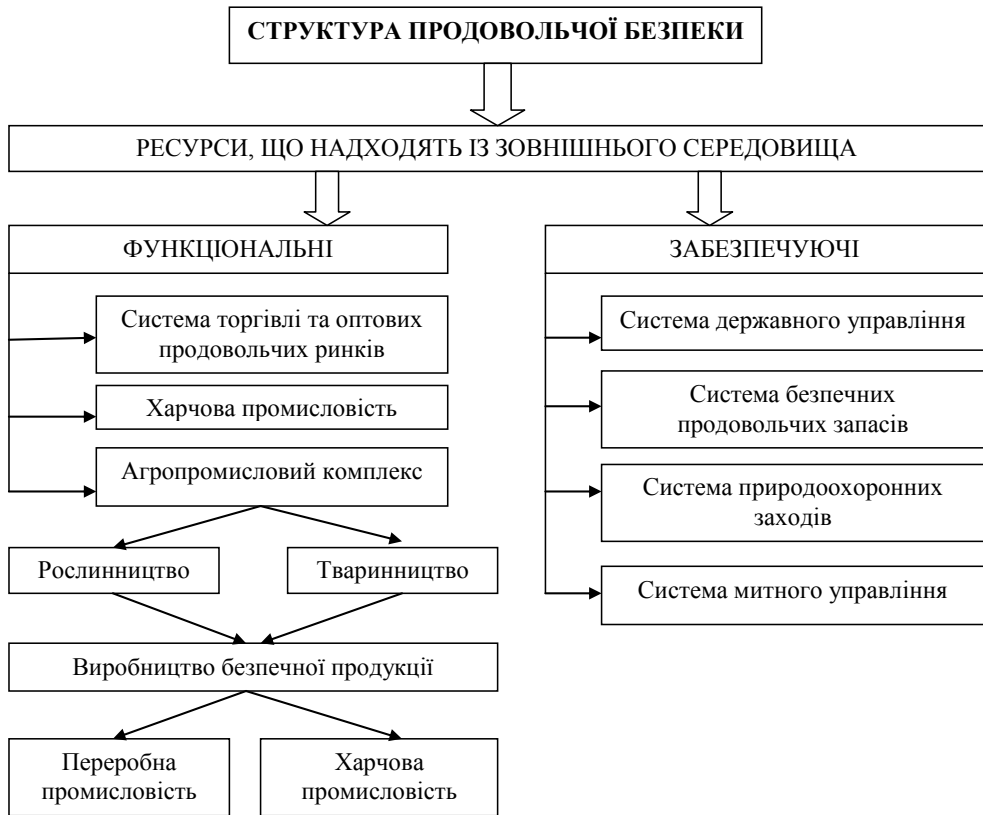 СТРУКТУРА ПРОДОВОЛЬЧОЇ БЕЗПЕКИ
РЕСУРСИ, ЩО НАДХОДЯТЬ ІЗ ЗОВНІШНЬОГО СЕРЕДОВИЩА
ФУНКЦІОНАЛЬНІ
Система торгівлі та оптових
продовольчих ринків
Харчова промисловість
Агропромисловий комплекс
Рослинництво
Тваринництво
Виробництво безпечної продукції
Переробна
промисловість
Харчова
промисловість
ЗАБЕЗПЕЧУЮЧІ
Система державного управління
Система безпечних
продовольчих запасів
Система природоохоронних
заходів
Система митного управління